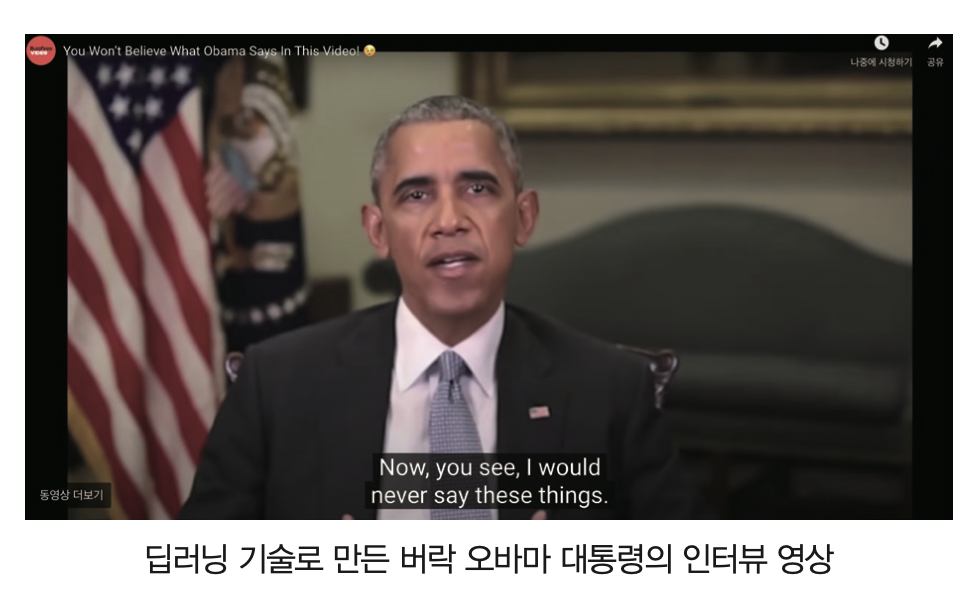 BuzzFeed
VIDEO
You Won't Believe What Obama Says In This Video! 😉
나중에 시청하기
공유
Now, you see, I would
never say these things.
동영상 더보기
딥러닝 기술로 만든 버락 오바마 대통령의 인터뷰 영상